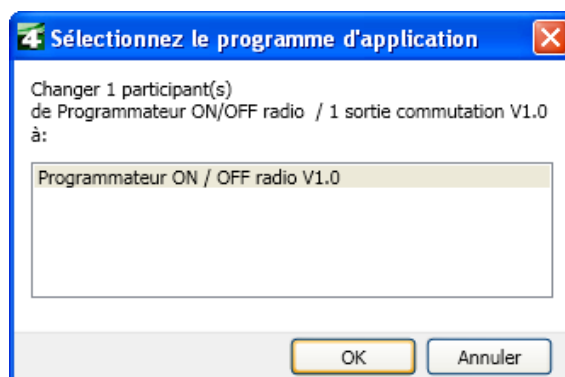 4 Sélectionnez le programme d'application
Changer 1 participant(s)
de Programmateur ON/OFF radio / 1 sortie commutation V1.0
à:
Programmateur ON / OFF radio V1.0
OK Annuler